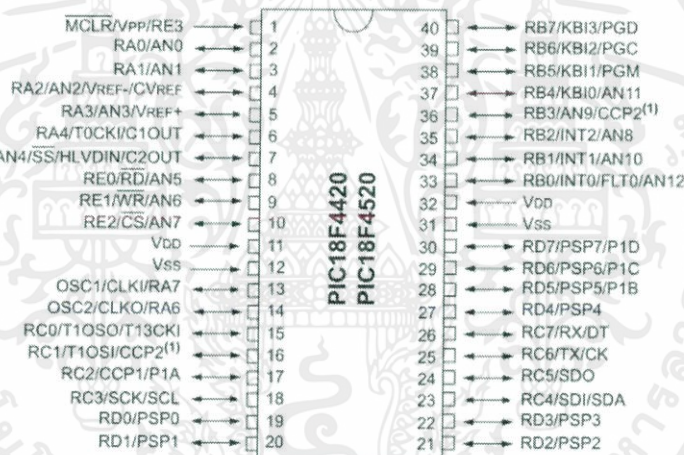 MCLR/VPP/RE3 1
RA0/AN0 2
RA1/AN1 3
RA2/AN2/VREF-/CVREF 4
RA3/AN3/VREF+ 5
RA4/T0CKI/C1OUT 6
AN4/SS/HLVDIN/C2OUT 7
RE0/RD/AN5 8
RE1/WR/AN6 9
RE2/CS/AN7 10
VDD 11
VSS 12
OSC1/CLKI/RA7 13
OSC2/CLKO/RA6 14
RC0/T1OSO/T13CKI 15
RC1/T1OSI/CCP2(1) 16
RC2/CCP1/P1A 17
RC3/SCK/SCL 18
RD0/PSP0 19
RD1/PSP1 20
PIC18F4420
PIC18F4520
40 RB7/KBI3/PGD
39 RB6/KBI2/PGC
38 RB5/KBI1/PGM
37 RB4/KBI0/AN11
36 RB3/AN9/CCP2(1)
35 RB2/INT2/AN8
34 RB1/INT1/AN10
33 RB0/INT0/FLT0/AN12
32 VDD
31 VSS
30 RD7/PSP7/P1D
29 RD6/PSP6/P1C
28 RD5/PSP5/P1B
27 RD4/PSP4
26 RC7/RX/DT
25 RC6/TX/CK
24 RC5/SDO
23 RC4/SDI/SDA
22 RD3/PSP3
21 RD2/PSP2